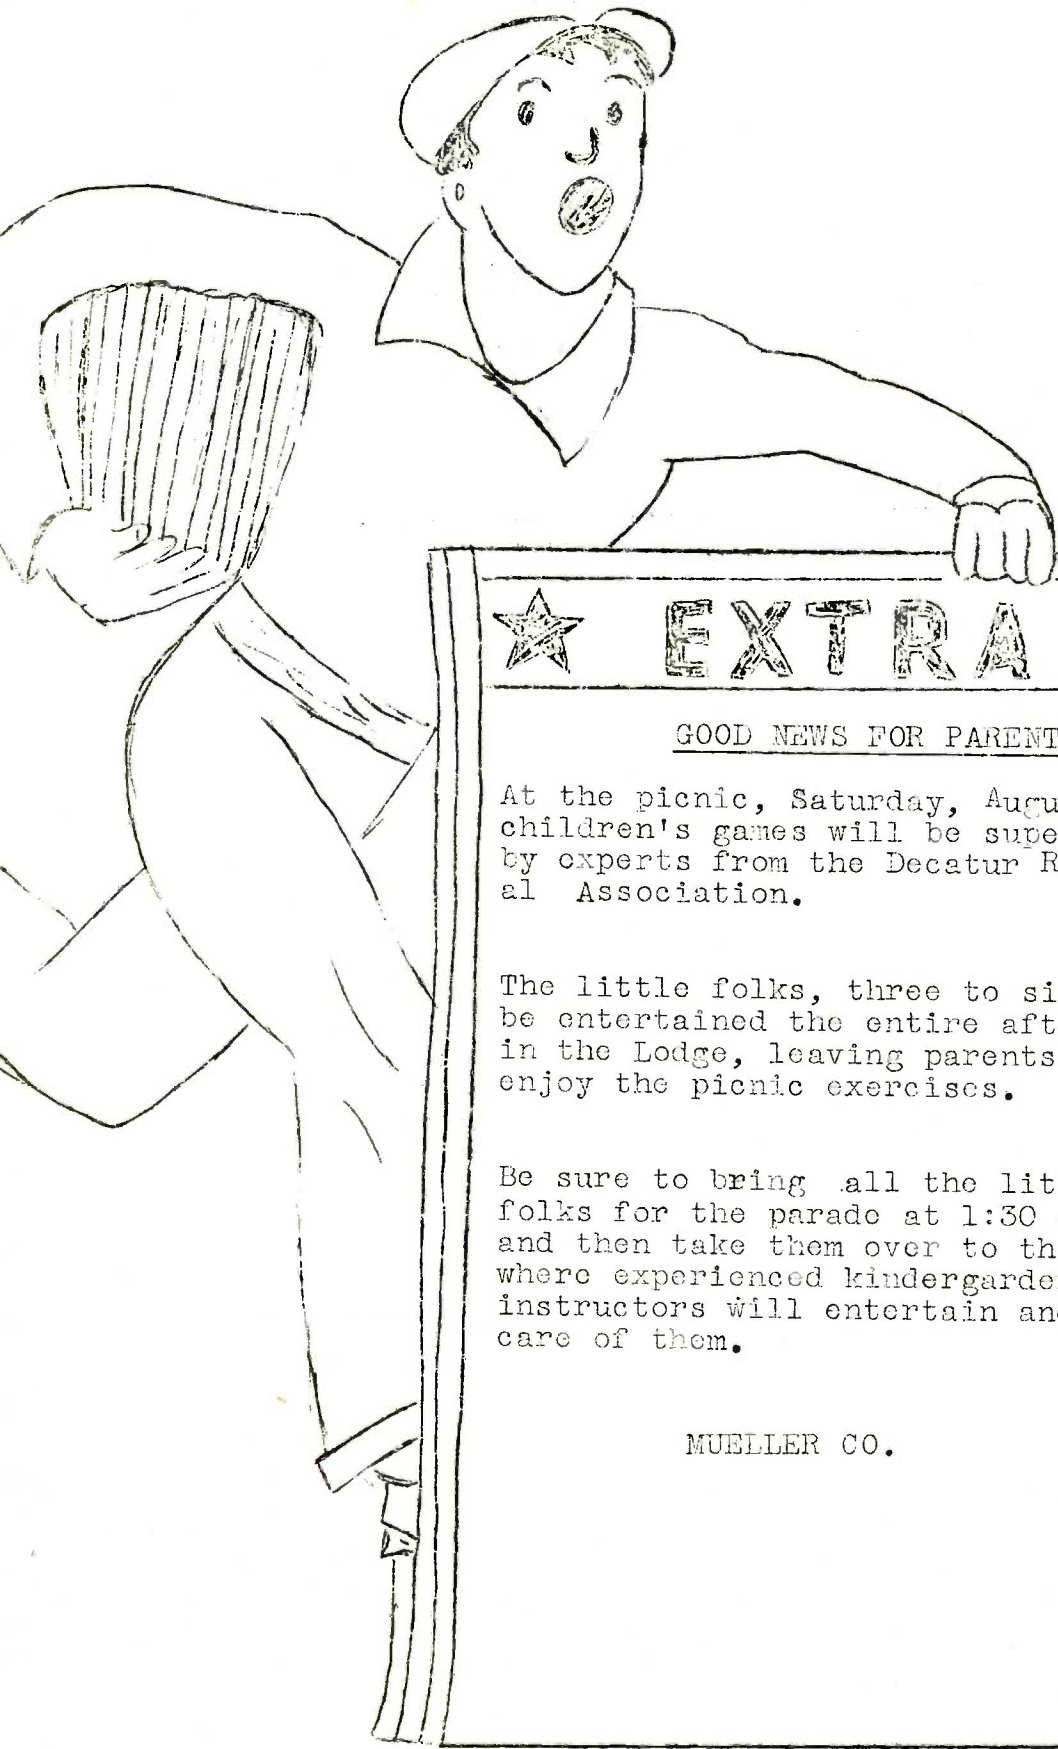 EXTRA
GOOD NEWS FOR PARENT
At the picnic, Saturday, Augu
children's games will be supe
by experts from the Decatur R
al Association.
The little folks, three to si
be entertained the entire aft
in the Lodge, leaving parents
enjoy the picnic exercises.
Be sure to bring all the lit
folks for the parade at 1:30
and then take them over to th
where experienced kindergarde
instructors will entertain and
care of them.
MUELLER CO.